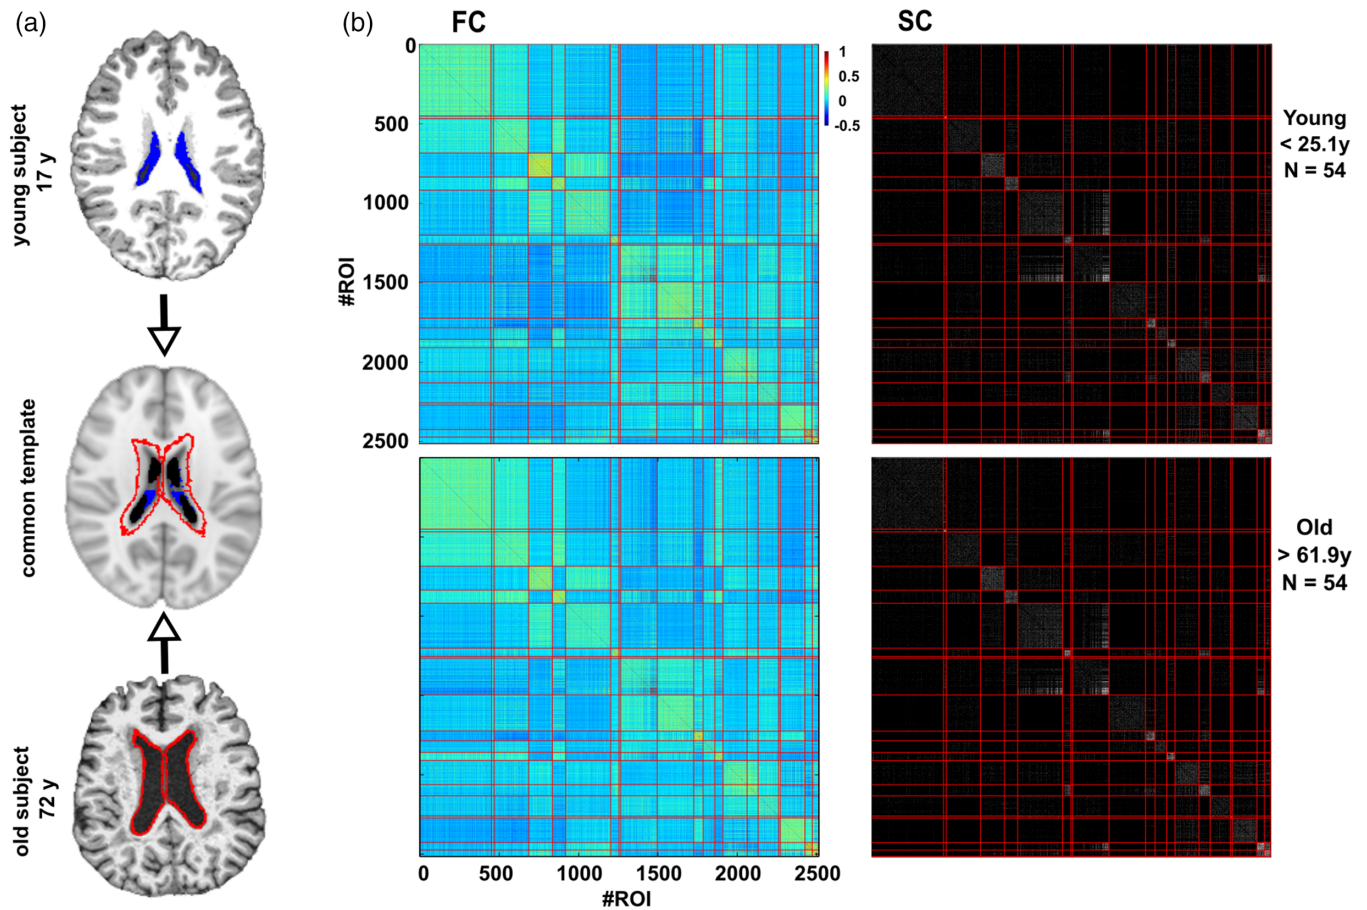 (a)
young subject
17 y
common template
old subject
72 y
(b)
FC
SC
0
500
1000
1500
2000
2500
#ROI
1
0.5
0
-0.5
Young
< 25.1y
N = 54
Old
> 61.9y
N = 54
0
500
1000
1500
2000
2500
#ROI